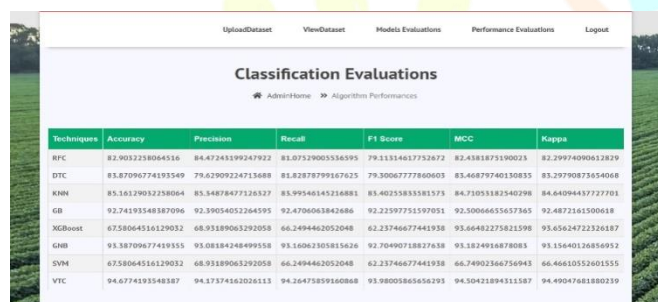 UploadDataset ViewDataset Models Evaluations Performance Evaluations Logout
Classification Evaluations
AdminHome » Algorithm Performances
Techniques Accuracy Precision Recall F1 Score MCC Kappa
RFC 82.9032258064516 84.47243199247922 81.07529005536595 79.11314617752672 82.4381875190023 82.29974090612829
DTC 83.87096774193549 79.62909224713688 81.82878799167625 79.30067777860603 83.46879740130835 83.29790873654068
KNN 85.16129032258064 85.54878477126327 83.99546145216881 83.40255833581573 84.71053182540298 84.64094437727701
GB 92.74193548387096 92.39054052264595 92.4706063842686 92.22597751597051 92.50066655657365 92.4872161500618
XGBoost 67.58064516129032 68.93189063292058 66.2494462052048 62.23746677441938 93.66482275821598 93.65624722326187
GNB 93.38709677419355 93.08184248499558 93.16062305815626 92.70490718827638 93.1824916878083 93.15640126856952
SVM 67.58064516129032 68.93189063292058 66.2494462052048 62.23746677441938 66.74902366756943 66.46610552601555
VTC 94.6774193548387 94.17374162026113 94.26475859160868 93.98005865656293 94.50421894311587 94.49047681880239